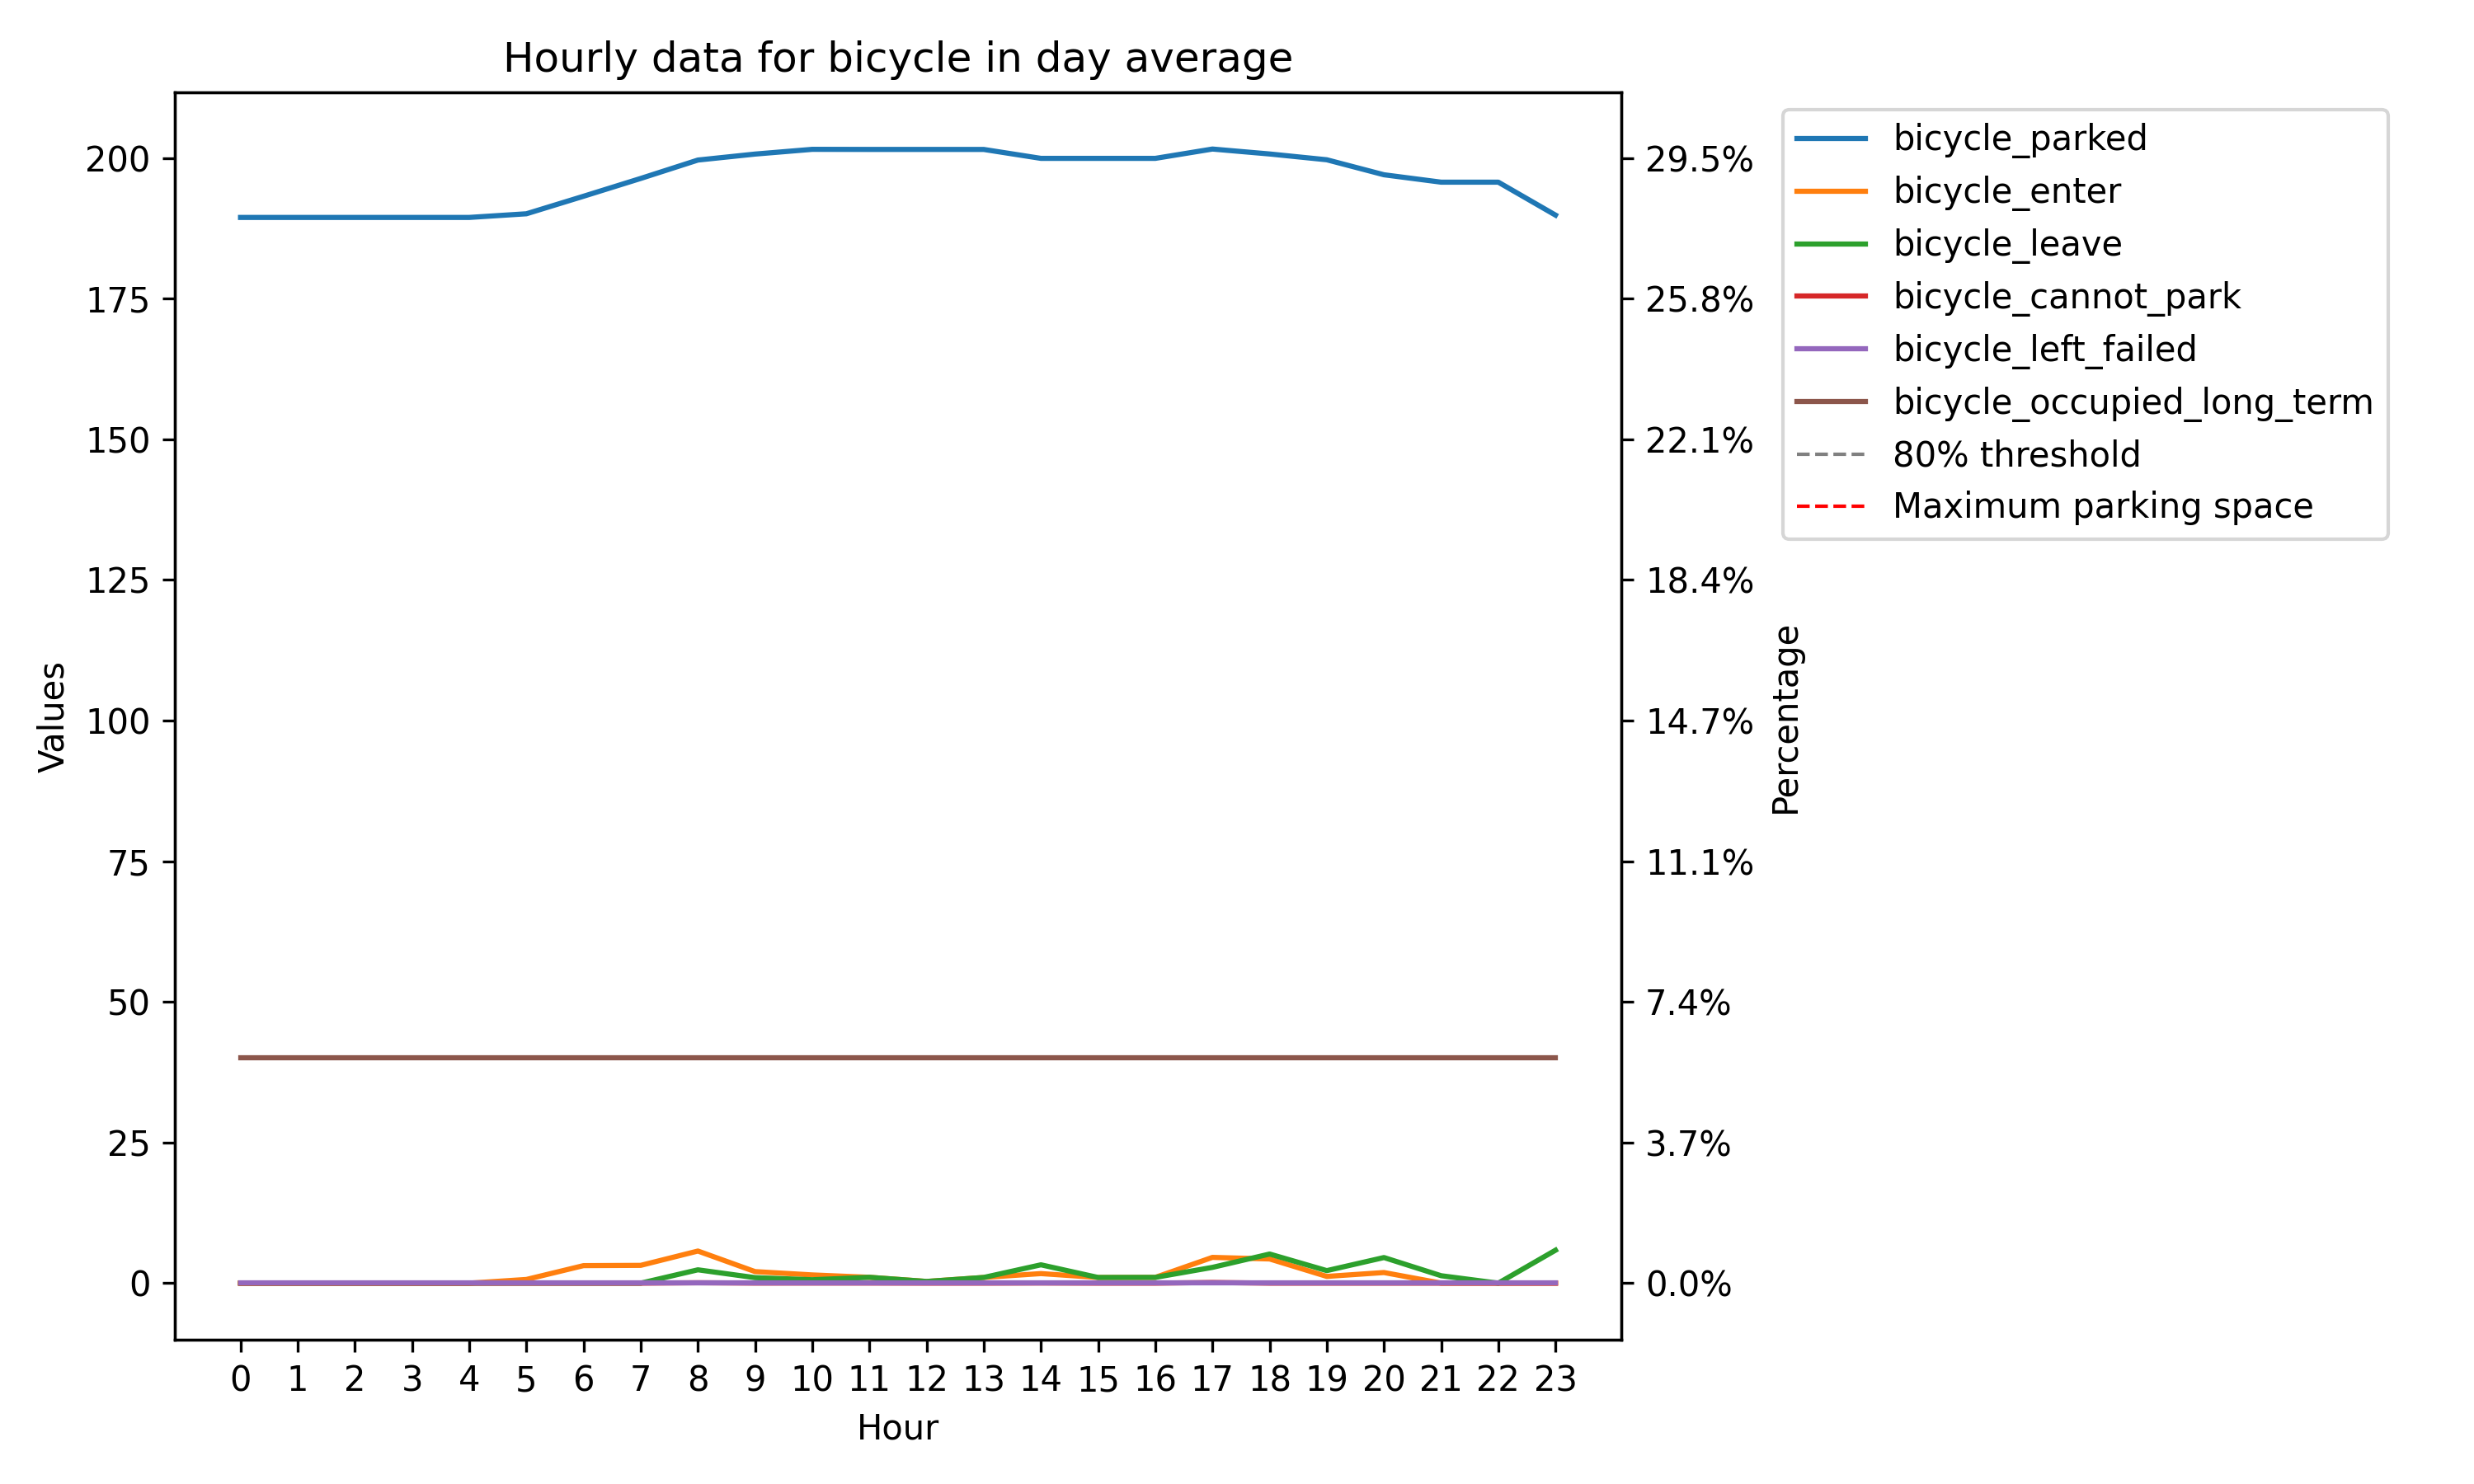 Hourly data for bicycle in day average
Values
200
175
150
125
100
75
50
25
0
29.5%
25.8%
22.1%
18.4%
14.7%
11.1%
7.4%
3.7%
0.0%
Percentage
0 1 2 3 4 5 6 7 8 9 10 11 12 13 14 15 16 17 18 19 20 21 22 23
Hour
bicycle_parked
bicycle_enter
bicycle_leave
bicycle_cannot_park
bicycle_left_failed
bicycle_occupied_long_term
80% threshold
Maximum parking space